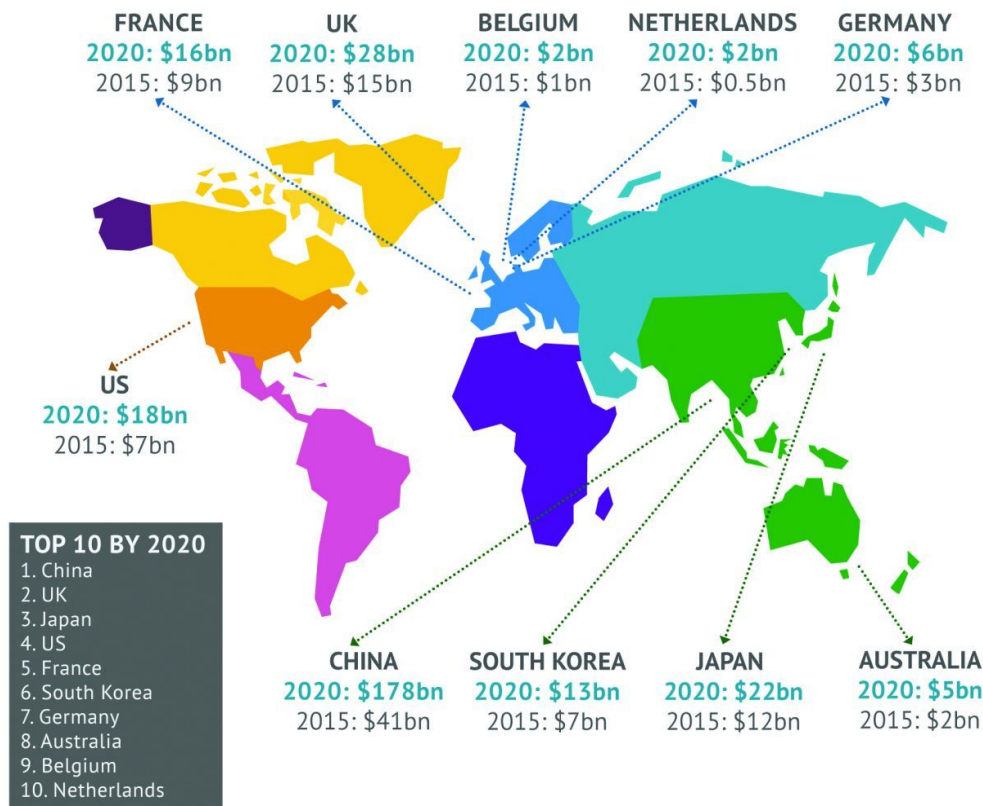 FRANCE
2020: $16bn
2015: $9bn
UK
2020: $28bn
2015: $15bn
BELGIUM
2020: $2bn
2015: $1bn
NETHERLANDS
2020: $2bn
2015: $0.5bn
GERMANY
2020: $6bn
2015: $3bn
US
2020: $18bn
2015: $7bn
TOP 10 BY 2020
1. China
2. UK
3. Japan
4. US
5. France
6. South Korea
7. Germany
8. Australia
9. Belgium
10. Netherlands
CHINA
2020: $178bn
2015: $41bn
SOUTH KOREA
2020: $13bn
2015: $7bn
JAPAN
2020: $22bn
2015: $12bn
AUSTRALIA
2020: $5bn
2015: $2bn